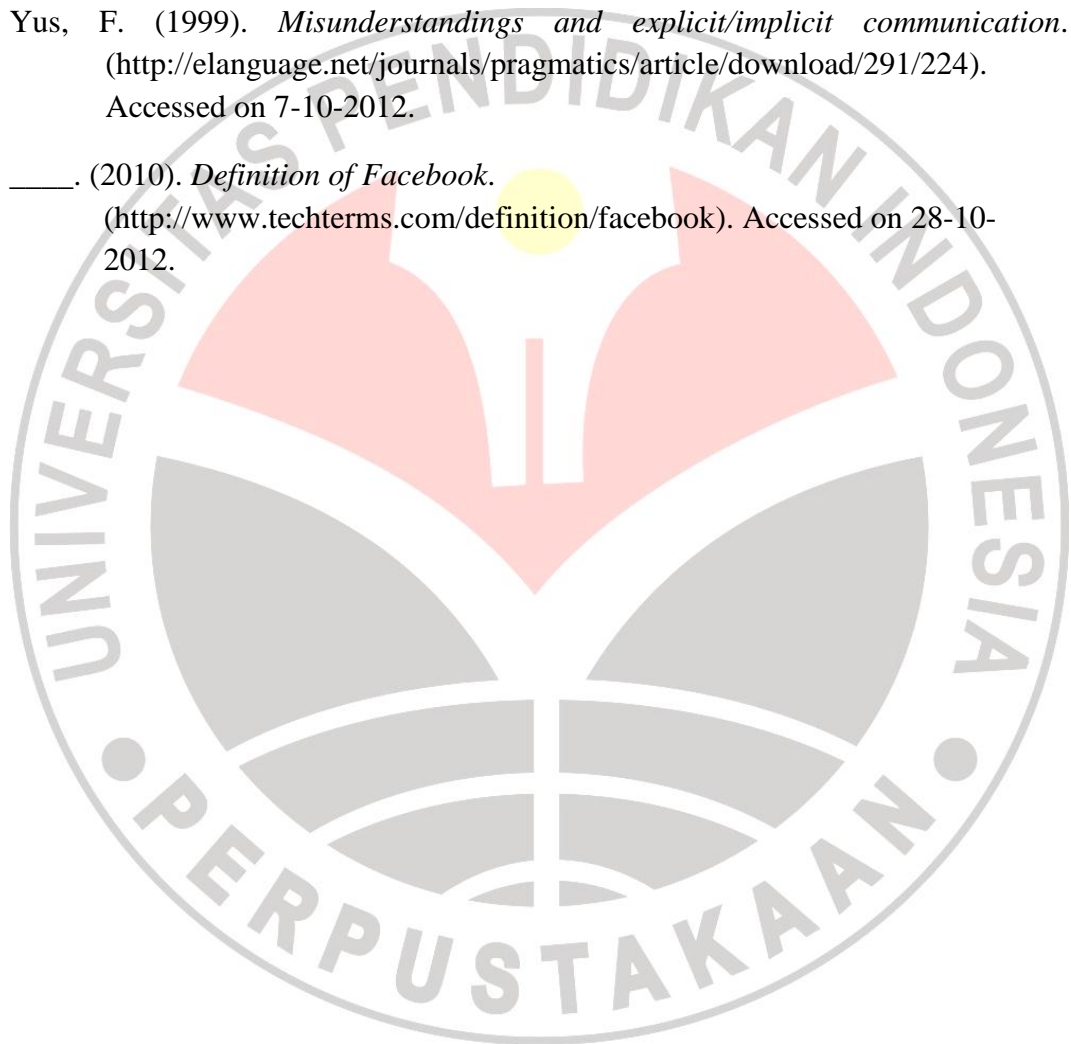 Yus, F. (1999). Misunderstandings and explicit/implicit communication.
(http://elanguage.net/journals/pragmatics/article/download/291/224).
Accessed on 7-10-2012.
____. (2010). Definition of Facebook.
(http://www.techterms.com/definition/facebook). Accessed on 28-10-
2012.
UNIVERSITAS PENDIDIKAN INDONESIA
PERPUSTAKAAN